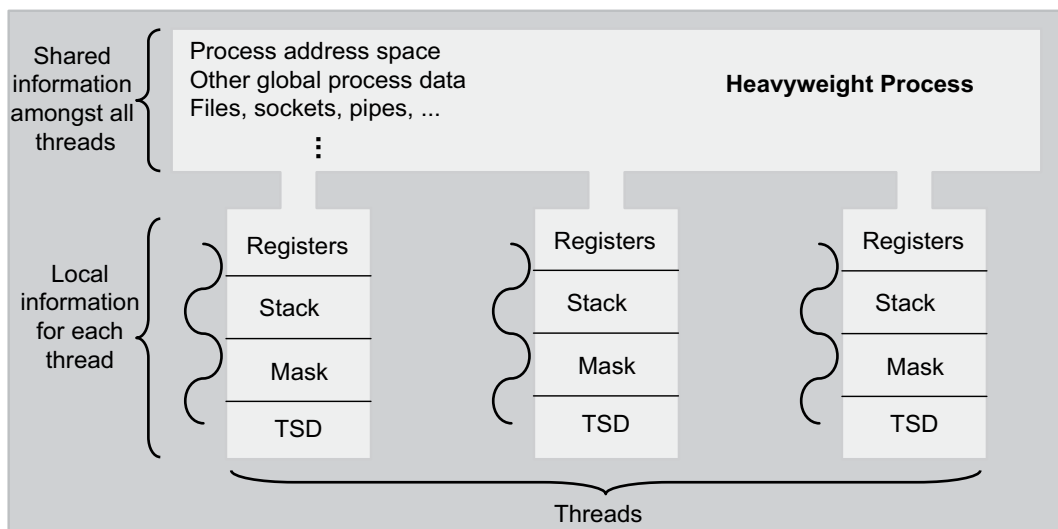 Shared
information
amongst all
threads
Process address space
Other global process data
Files, sockets, pipes, ...
⋮
Heavyweight Process
Local
information
for each
thread
Registers
Stack
Mask
TSD
Registers
Stack
Mask
TSD
Registers
Stack
Mask
TSD
Threads